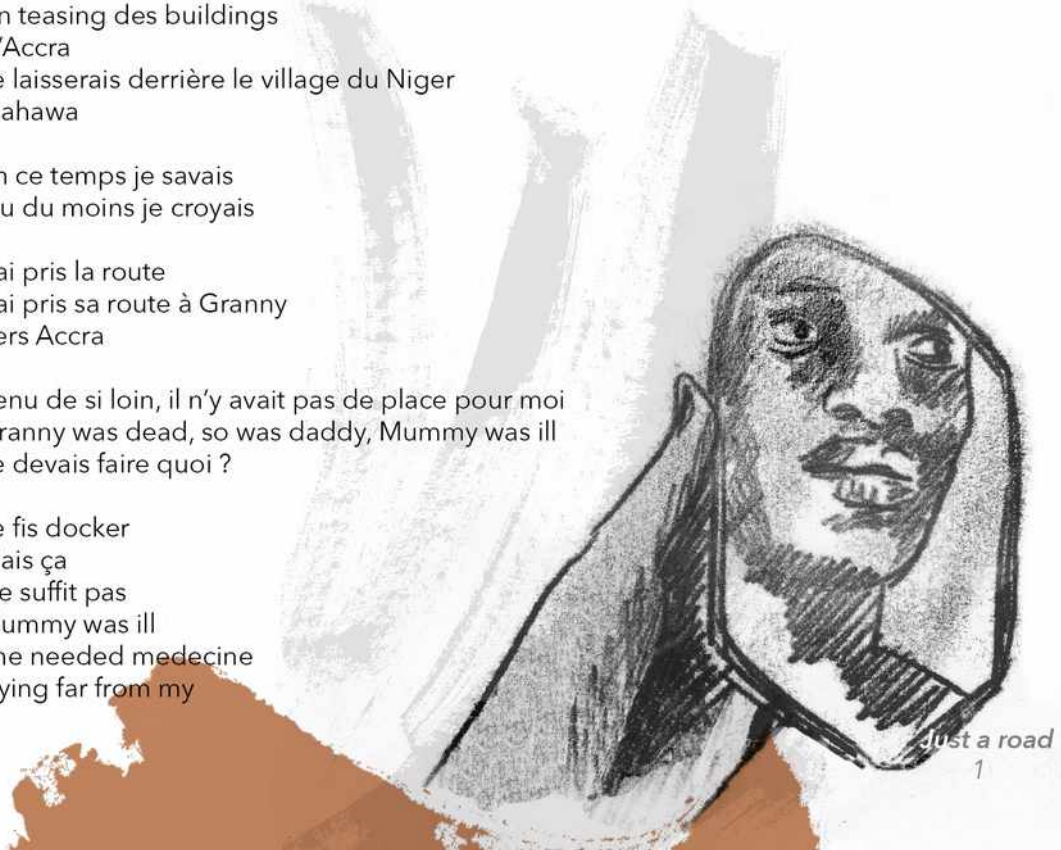 n teasing des buildings
'Accra
e laisserais derrière le village du Niger
ahawa
n ce temps je savais
u du moins je croyais
ai pris la route
ai pris sa route à Granny
ers Accra
enu de si loin, il n'y avait pas de place pour moi
ranny was dead, so was daddy, Mummy was ill
e devais faire quoi ?
e fis docker
ais ça
e suffit pas
ummy was ill
he needed medecine
ying far from my
Just a road
1